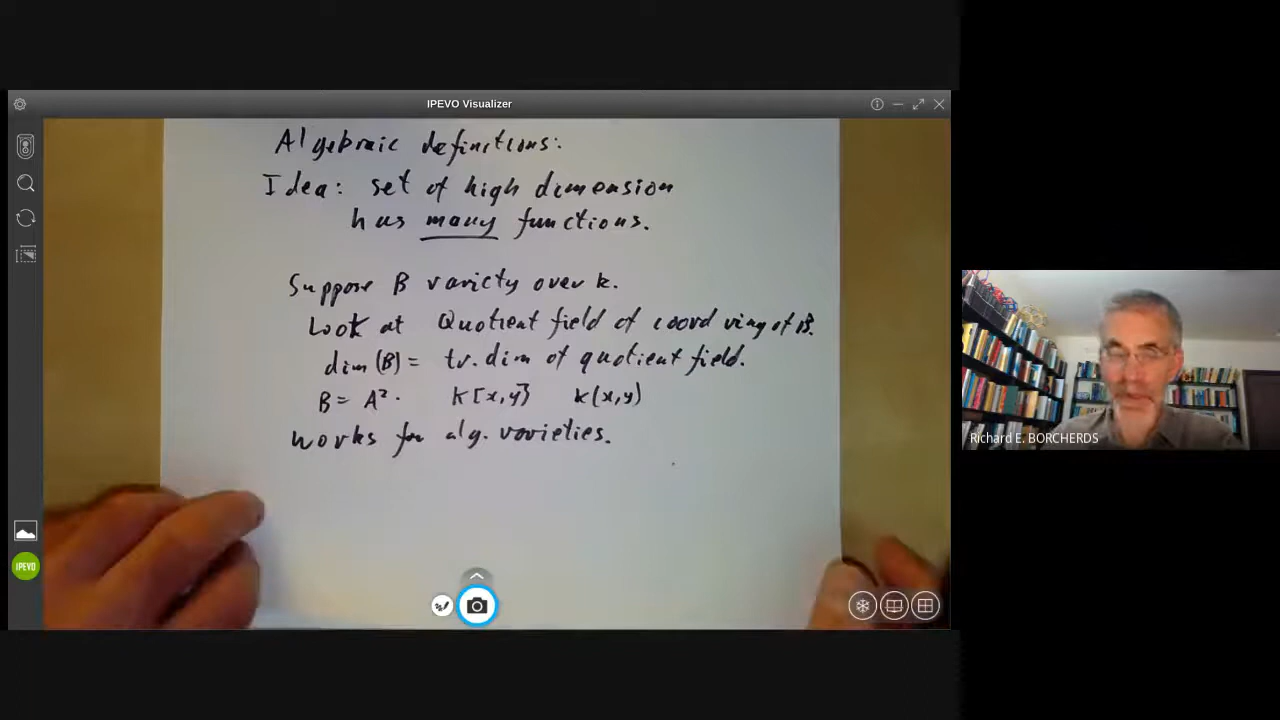 IPEVO Visualizer
Algebraic definitions:
Idea: set of high dimension
has many functions.
Suppose B variety over k.
Look at Quotient field of coord ring of B.
dim (B) = tr. dim of quotient field.
B = A². k[x,y] k(x,y)
works for alg. varieties.
Richard E. BORCHERDS
IPEVO